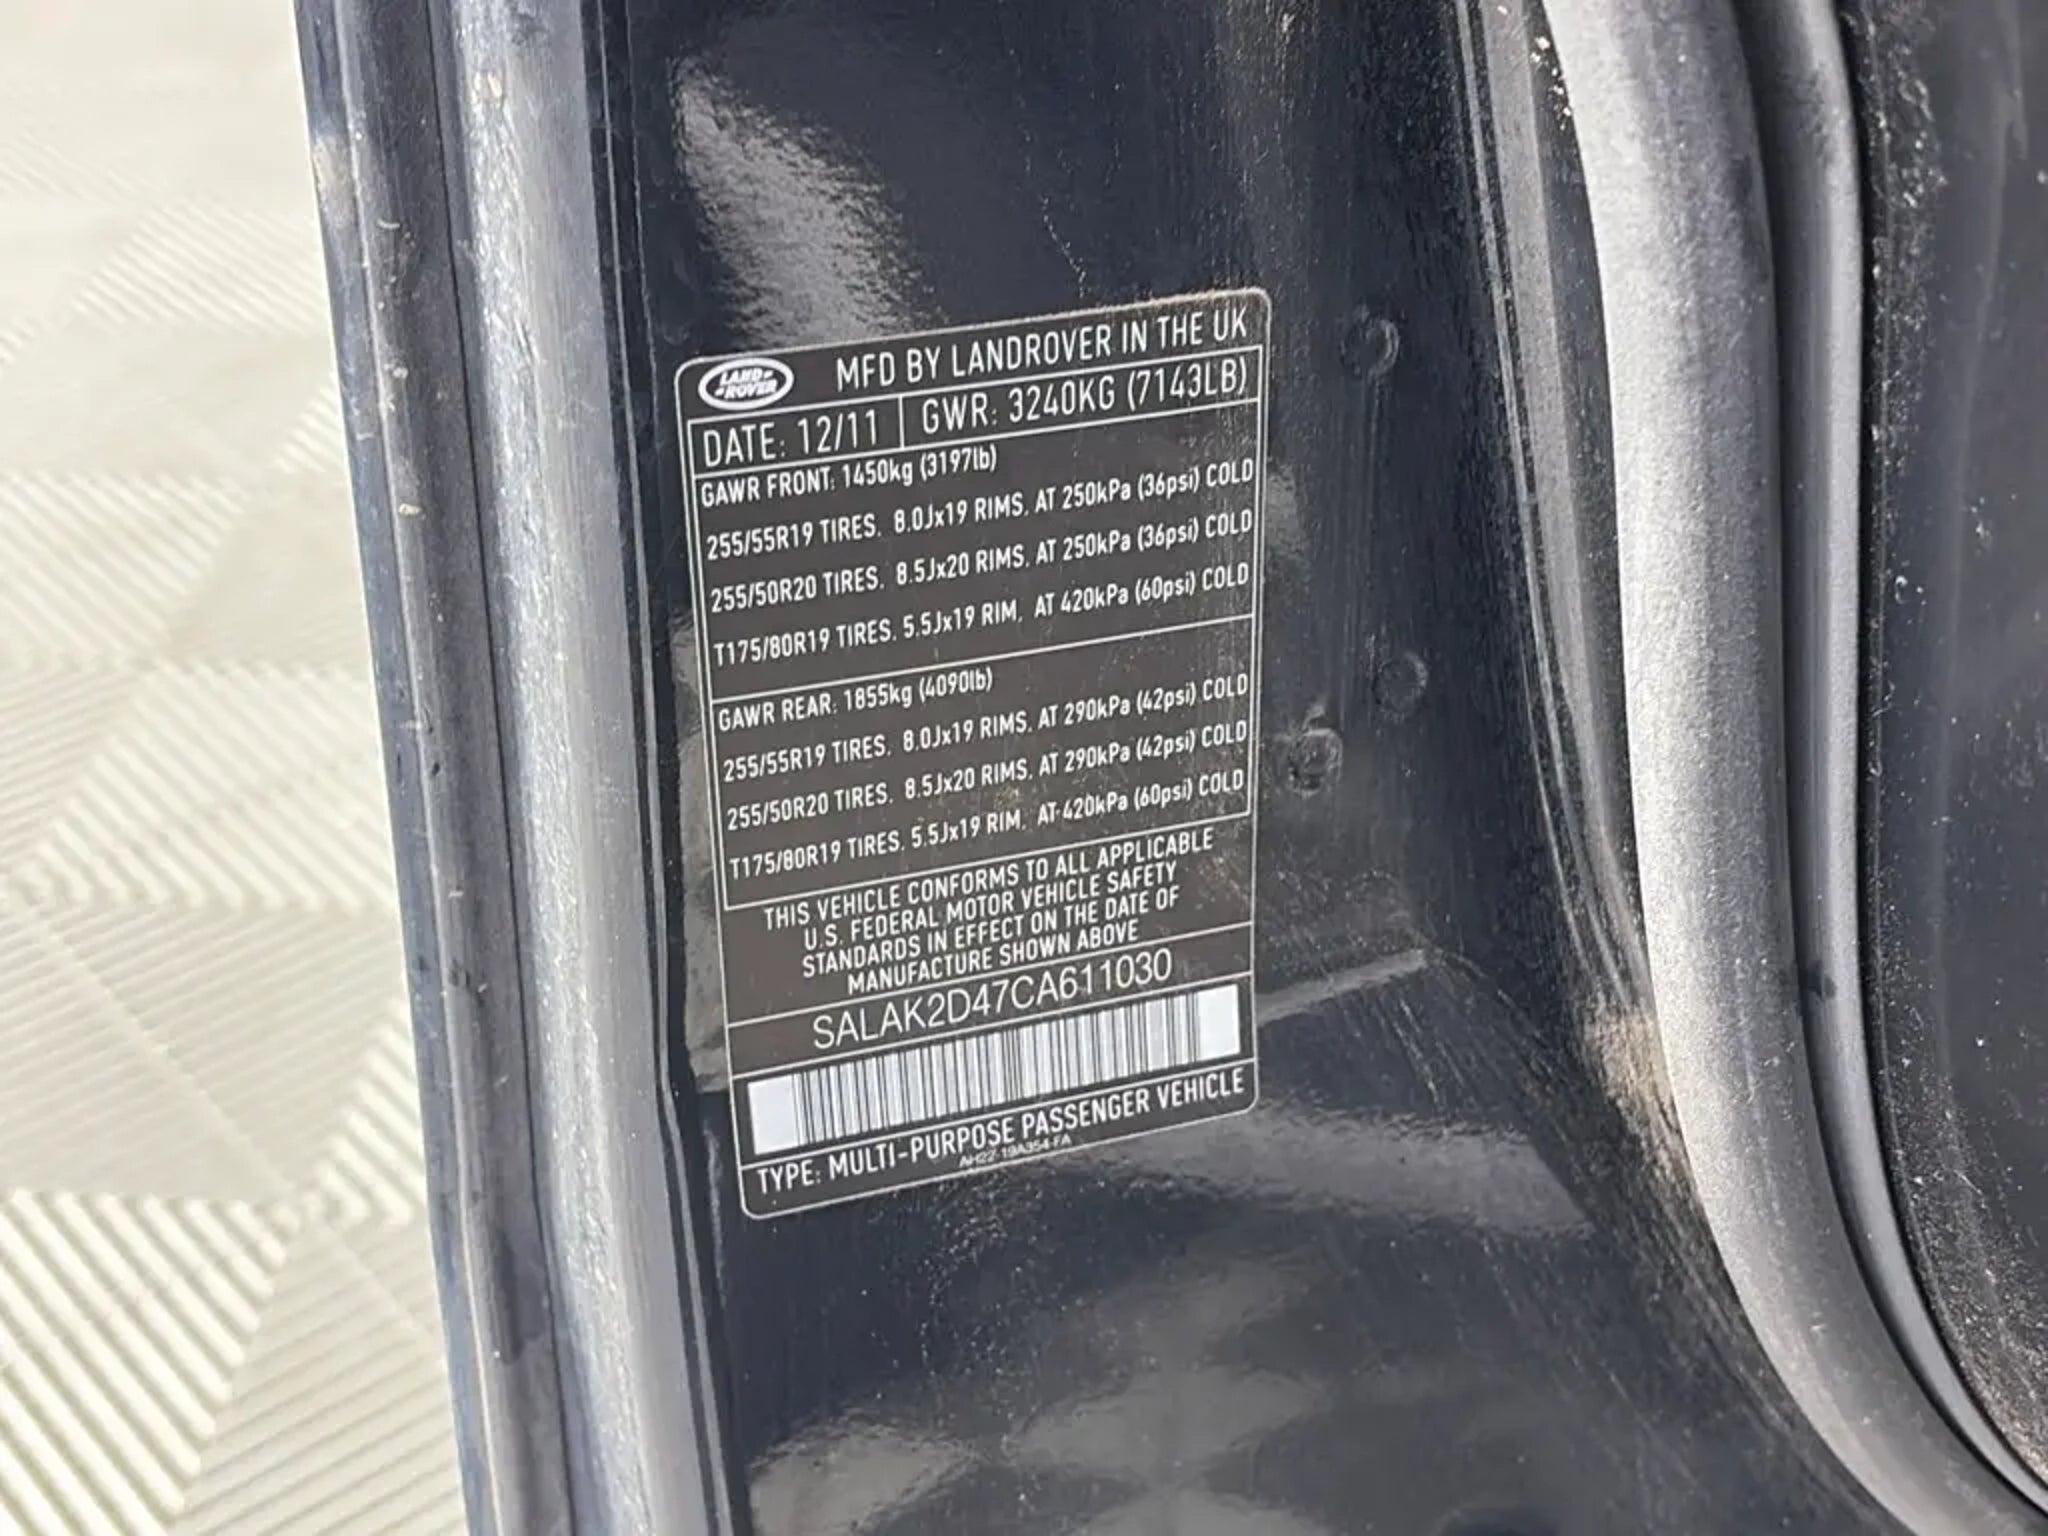 LAND ROVER
MFD BY LANDROVER IN THE UK
DATE: 12/11 GWR: 3240KG (7143LB)
GAWR FRONT: 1450kg (3197lb)
255/55R19 TIRES. 8.0Jx19 RIMS. AT 250kPa (36psi) COLD
255/50R20 TIRES. 8.5Jx20 RIMS. AT 250kPa (36psi) COLD
T175/80R19 TIRES. 5.5Jx19 RIM. AT 420kPa (60psi) COLD
GAWR REAR: 1855kg (4090lb)
255/55R19 TIRES. 8.0Jx19 RIMS. AT 290kPa (42psi) COLD
255/50R20 TIRES. 8.5Jx20 RIMS. AT 290kPa (42psi) COLD
T175/80R19 TIRES. 5.5Jx19 RIM. AT 420kPa (60psi) COLD
THIS VEHICLE CONFORMS TO ALL APPLICABLE
U.S. FEDERAL MOTOR VEHICLE SAFETY
STANDARDS IN EFFECT ON THE DATE OF
MANUFACTURE SHOWN ABOVE
SALAK2D47CA611030
TYPE: MULTI-PURPOSE PASSENGER VEHICLE
AH22-19A354-FA